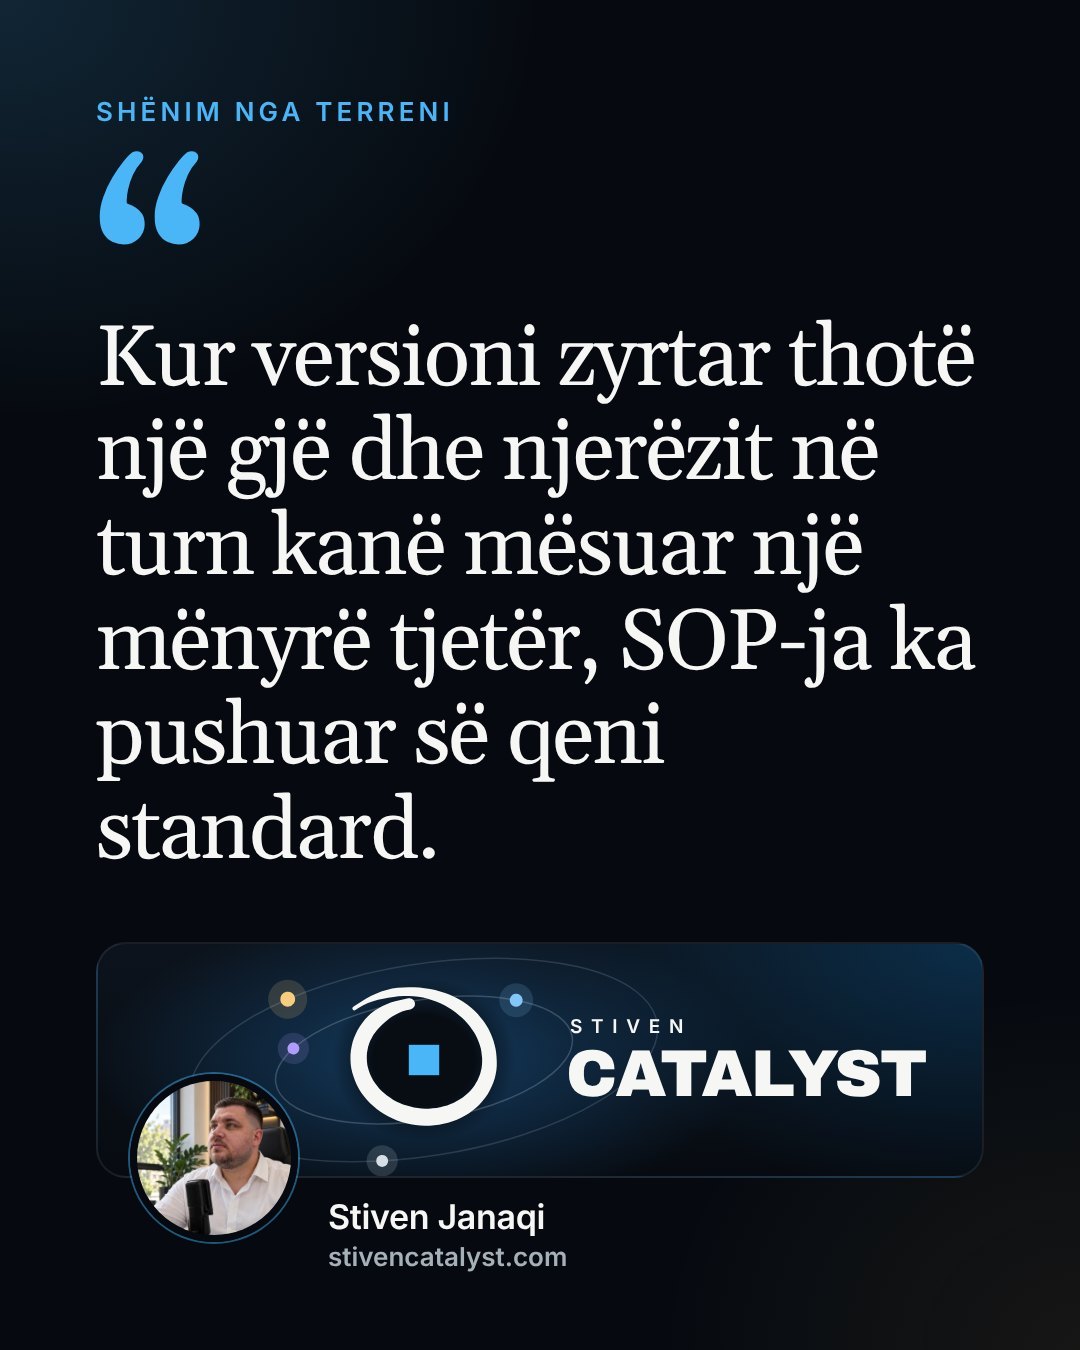 SHËNIM NGA TERRENI
“
Kur versioni zyrtar thotë
një gjë dhe njerëzit në
turn kanë mësuar një
mënyrë tjetër, SOP-ja ka
pushuar së qeni
standard.
STIVEN
CATALYST
Stiven Janaqi
stivencatalyst.com